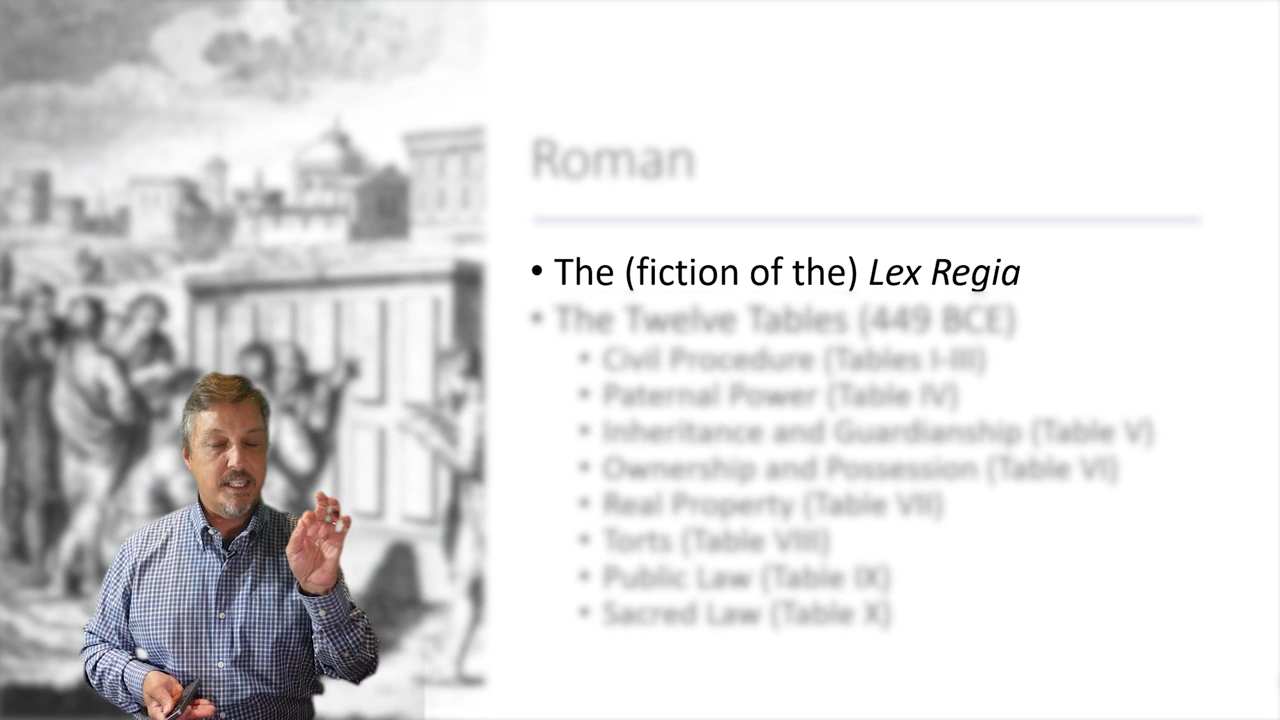 Roman
• The (fiction of the) Lex Regia
• The Twelve Tables (449 BCE)
• Civil Procedure (Tables I-III)
• Paternal Power (Table IV)
• Inheritance and Guardianship (Table V)
• Ownership and Possession (Table VI)
• Real Property (Table VII)
• Torts (Table VIII)
• Public Law (Table IX)
• Sacred Law (Table X)